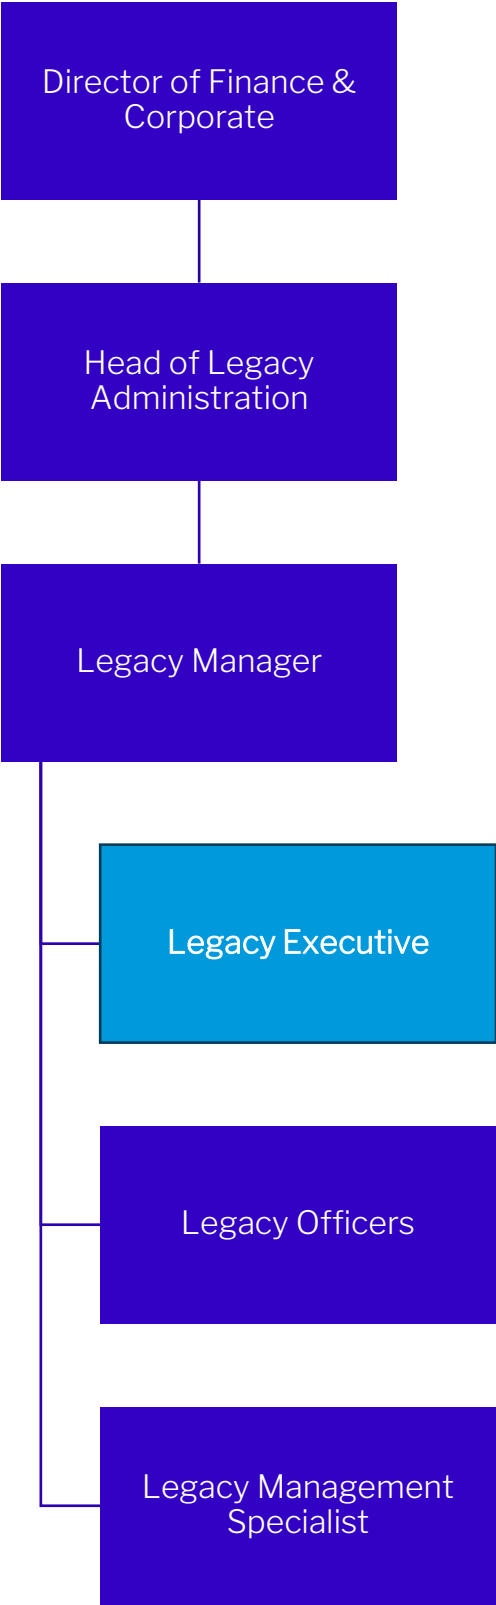 Director of Finance &
Corporate
Head of Legacy
Administration
Legacy Manager
Legacy Executive
Legacy Officers
Legacy Management
Specialist